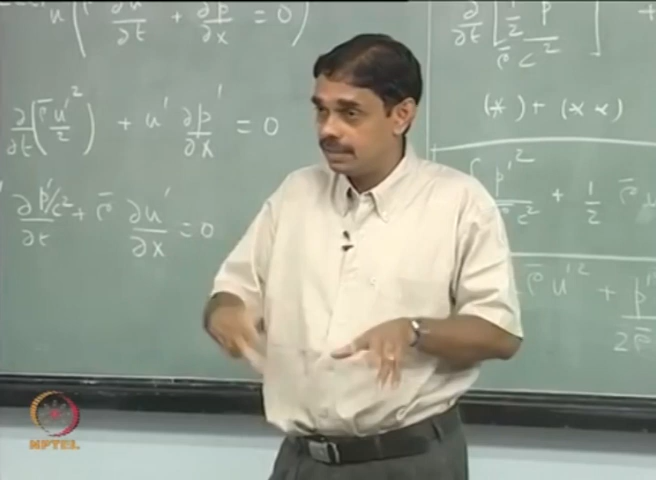 u'( ∂u/∂t + ∂p/∂x = 0 )
∂/∂t (ρ̄ u'²/2) + u' ∂p'/∂x = 0
∂p'/c²/∂t + ρ̄ ∂u'/∂x = 0
∂/∂t [ 1/2 p/ρ̄c² ] +
(*) + (* *)
p'²/ρ̄c² + 1/2 ρ̄
ρ̄ u'² + p'/2ρ̄
NPTEL